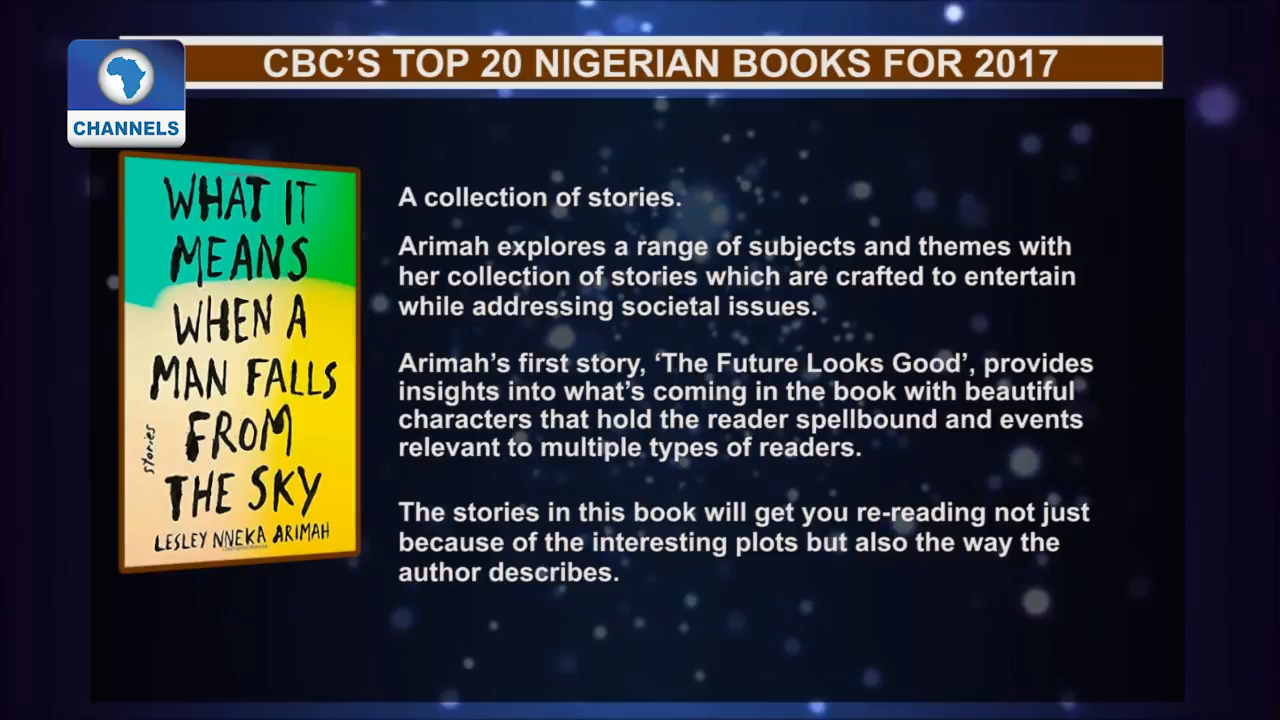 CBC’S TOP 20 NIGERIAN BOOKS FOR 2017
CHANNELS
WHAT IT
MEANS
WHEN A
MAN FALLS
FROM
THE SKY
stories
LESLEY NNEKA ARIMAH
A collection of stories.
Arimah explores a range of subjects and themes with
her collection of stories which are crafted to entertain
while addressing societal issues.
Arimah’s first story, ‘The Future Looks Good’, provides
insights into what’s coming in the book with beautiful
characters that hold the reader spellbound and events
relevant to multiple types of readers.
The stories in this book will get you re-reading not just
because of the interesting plots but also the way the
author describes.